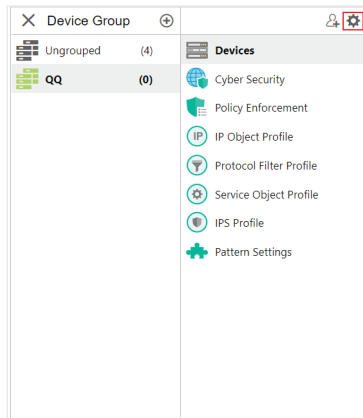 Device Group
Ungrouped (4)
QQ (0)
Devices
Cyber Security
Policy Enforcement
IP IP Object Profile
Protocol Filter Profile
Service Object Profile
IPS Profile
Pattern Settings